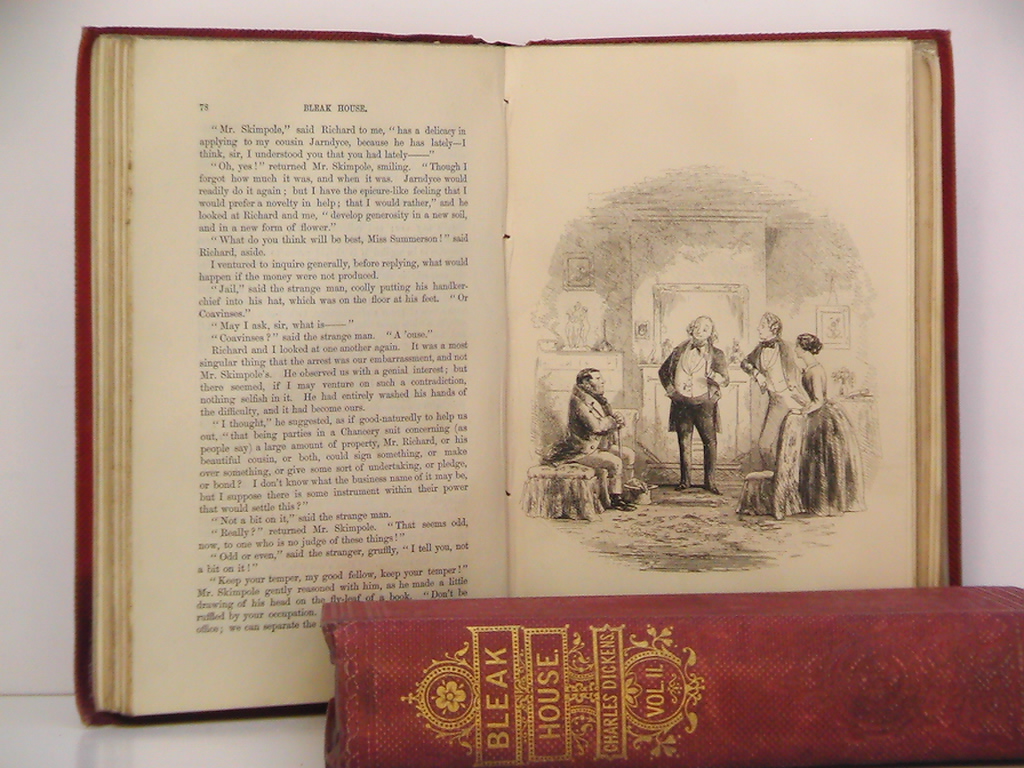 78
BLEAK HOUSE.
“Mr. Skimpole,” said Richard to me, “has a delicacy in
applying to my cousin Jarndyce, because he has lately—I
think, sir, I understood you that you had lately——”
“Oh, yes!” returned Mr. Skimpole, smiling. “Though I
forgot how much it was, and when it was. Jarndyce would
readily do it again; but I have the epicure-like feeling that I
would prefer a novelty in help; that I would rather,” and he
looked at Richard and me, “develop generosity in a new soil,
and in a new form of flower.”
“What do you think will be best, Miss Summerson!” said
Richard, aside.
I ventured to inquire generally, before replying, what would
happen if the money were not produced.
“Jail,” said the strange man, coolly putting his handker-
chief into his hat, which was on the floor at his feet. “Or
Coavinses.”
“May I ask, sir, what is——”
“Coavinses?” said the strange man. “A 'ouse.”
Richard and I looked at one another again. It was a most
singular thing that the arrest was our embarrassment, and not
Mr. Skimpole's. He observed us with a genial interest; but
there seemed, if I may venture on such a contradiction,
nothing selfish in it. He had entirely washed his hands of
the difficulty, and it had become ours.
“I thought,” he suggested, as if good-naturedly to help us
out, “that being parties in a Chancery suit concerning (as
people say) a large amount of property, Mr. Richard, or his
beautiful cousin, or both, could sign something, or make
over something, or give some sort of undertaking, or pledge,
or bond? I don't know what the business name of it may be,
but I suppose there is some instrument within their power
that would settle this?”
“Not a bit on it,” said the strange man.
“Really?” returned Mr. Skimpole. “That seems odd,
now, to one who is no judge of these things!”
“Odd or even,” said the stranger, gruffly, “I tell you, not
a bit on it!”
“Keep your temper, my good fellow, keep your temper!”
Mr. Skimpole gently reasoned with him, as he made a little
drawing of his head on the fly-leaf of a book. “Don't be
ruffled by your occupation.
office; we can separate the
BLEAK
HOUSE.
CHARLES DICKENS.
VOL. II.